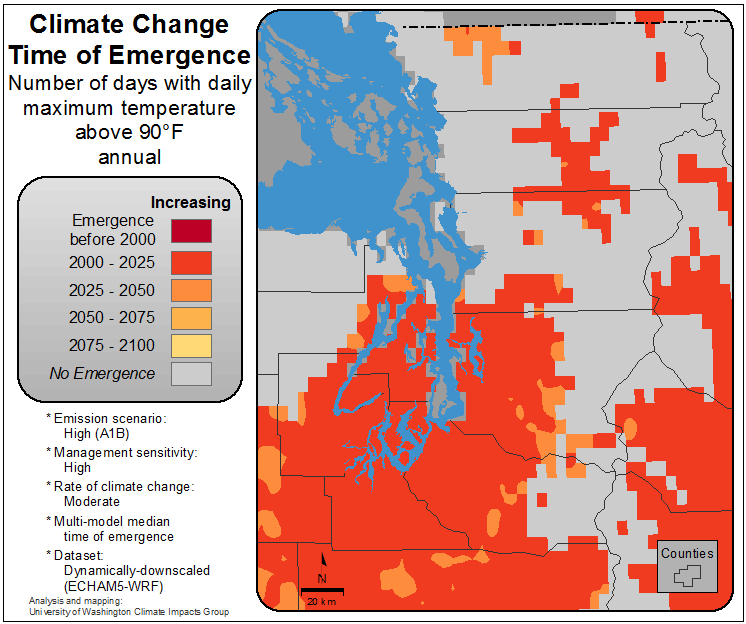 Climate Change
Time of Emergence
Number of days with daily
maximum temperature
above 90°F
annual
Increasing
Emergence
before 2000
2000 - 2025
2025 - 2050
2050 - 2075
2075 - 2100
No Emergence
* Emission scenario:
High (A1B)
* Management sensitivity:
High
* Rate of climate change:
Moderate
* Multi-model median
time of emergence
* Dataset:
Dynamically-downscaled
(ECHAM5-WRF)
Analysis and mapping:
University of Washington Climate Impacts Group
N
20 km
Counties